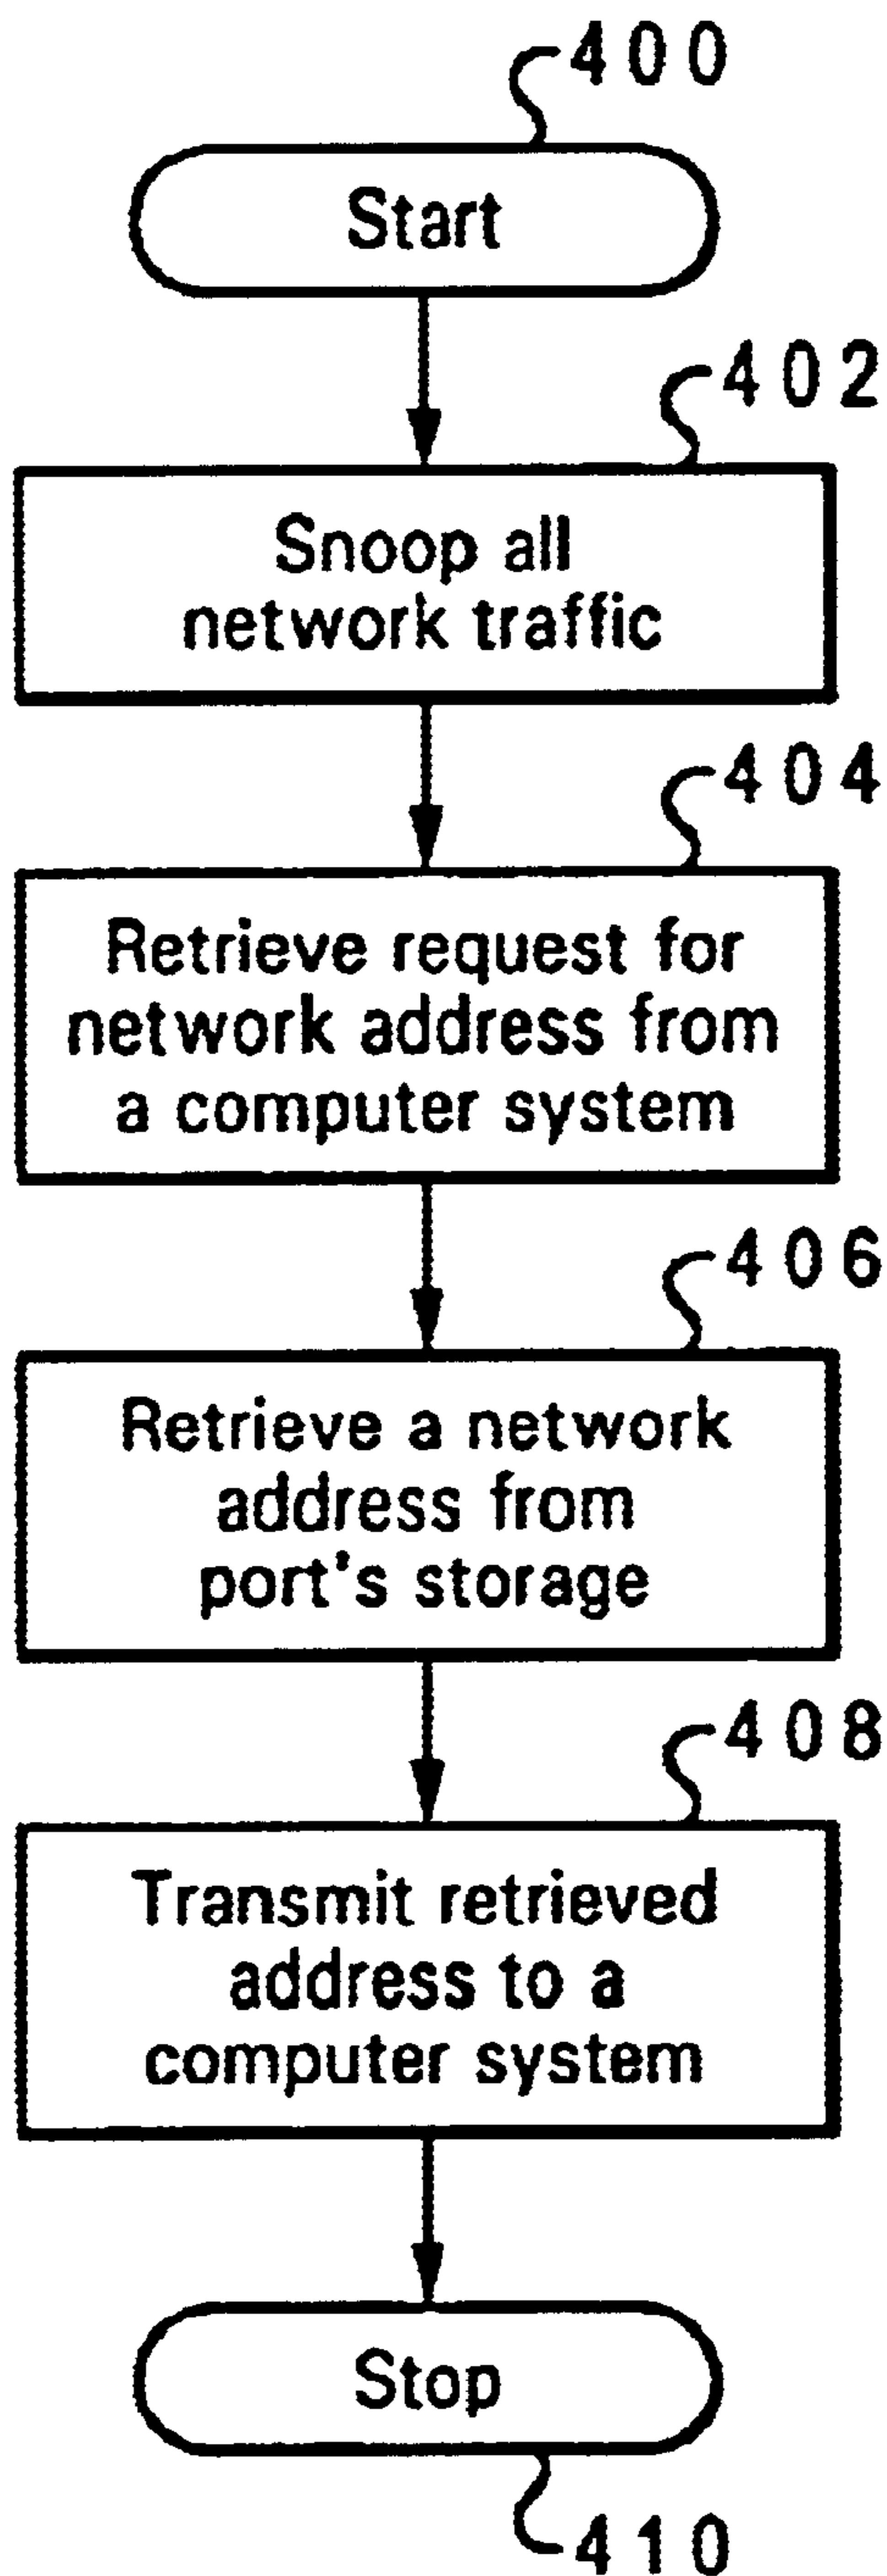 400
Start
402
Snoop all
network traffic
404
Retrieve request for
network address from
a computer system
406
Retrieve a network
address from
port's storage
408
Transmit retrieved
address to a
computer system
Stop
410